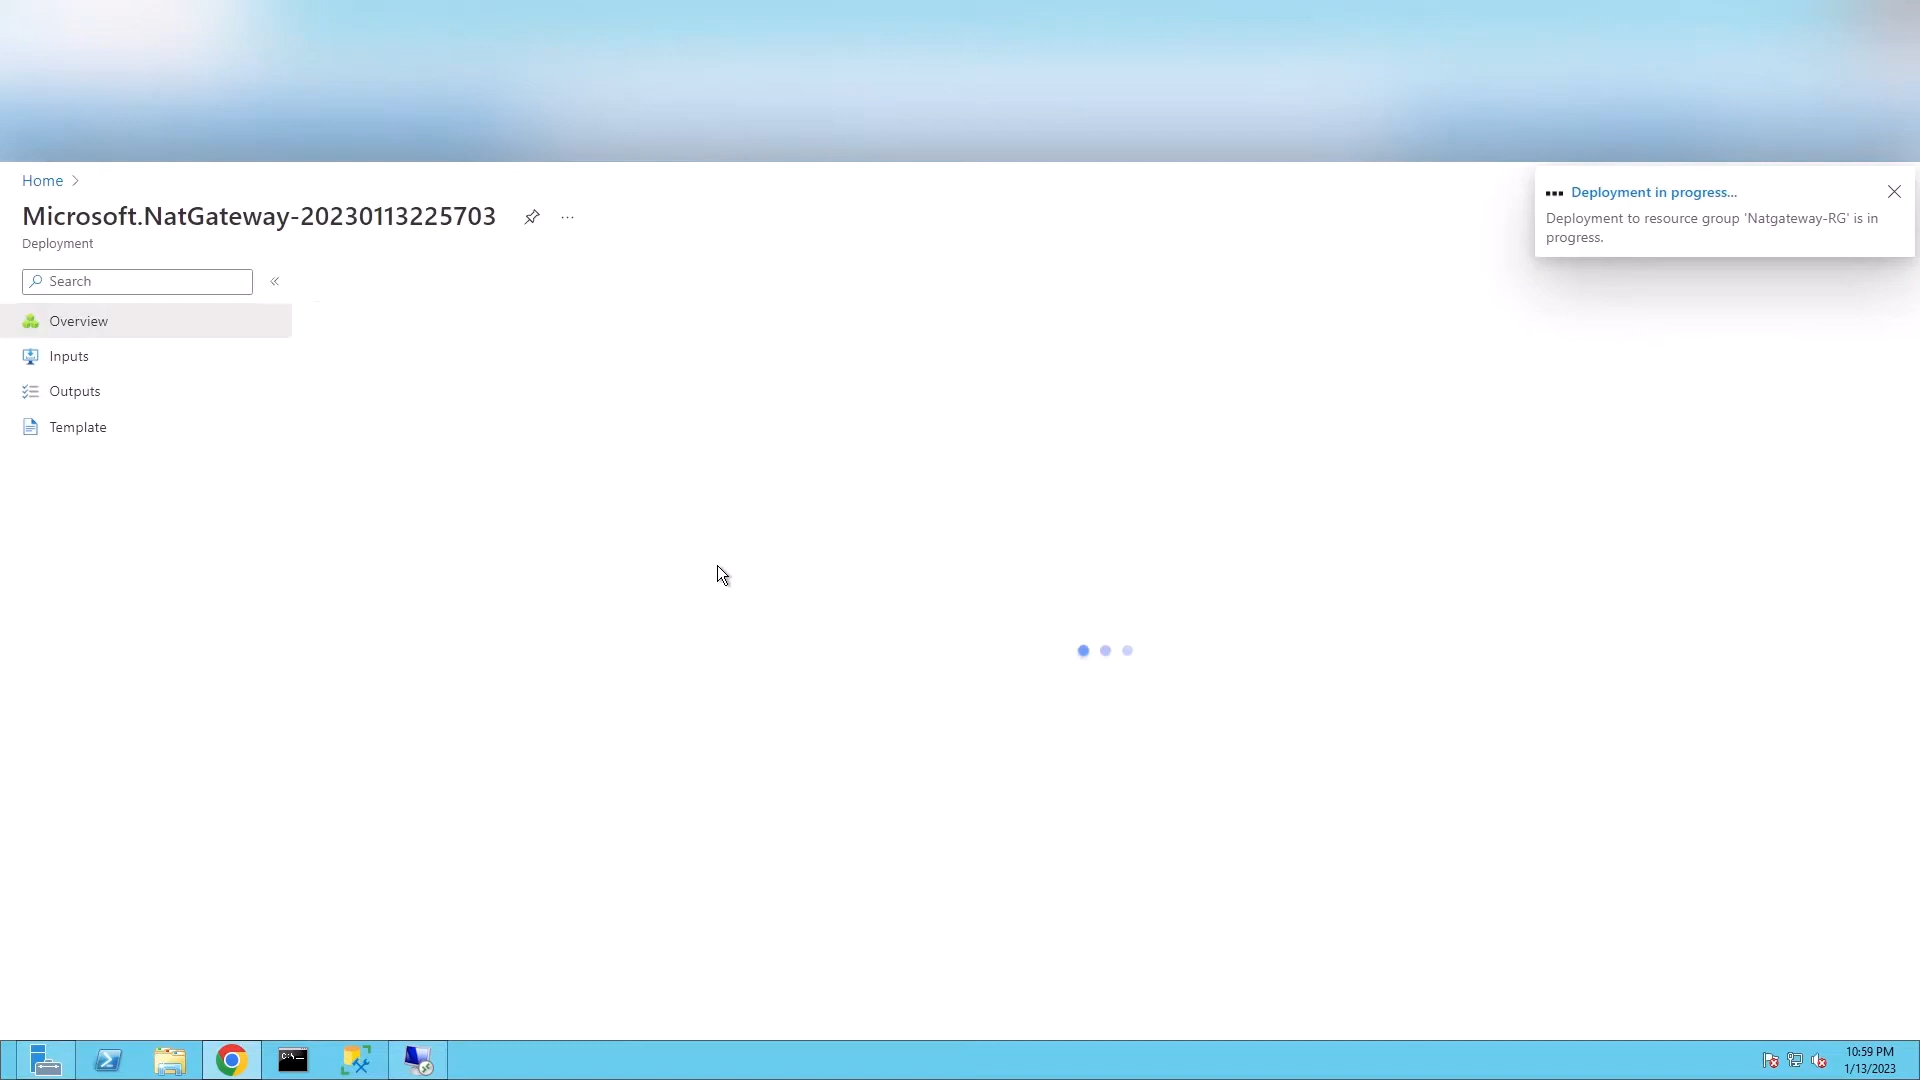 Home
Microsoft.NatGateway-20230113225703
...
Deployment
Search
Overview
Inputs
Outputs
Template
Deployment in progress...
Deployment to resource group 'Natgateway-RG' is in
progress.
C:\_
10:59 PM
1/13/2023